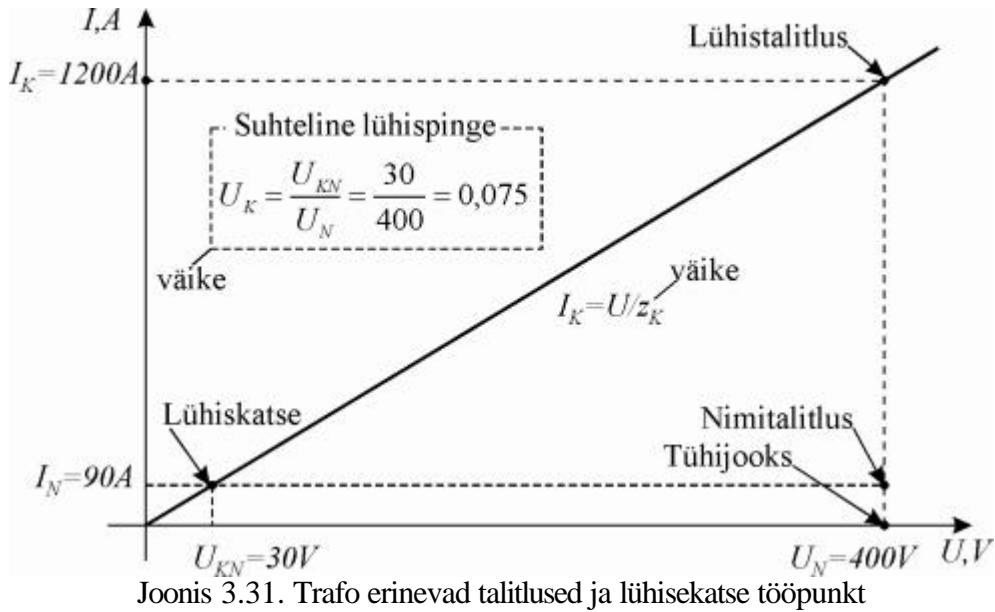 I,A
Lühistalitlus
I_K=1200A
Suhteline lühispinge
U_K = U_KN / U_N = 30 / 400 = 0,075
väike
väike
I_K=U/z_K
Lühiskatse
Nimitalitlus
Tühijooks
I_N=90A
U_KN=30V
U_N=400V
U,V
Joonis 3.31. Trafo erinevad talitlused ja lühisekatse tööpunkt